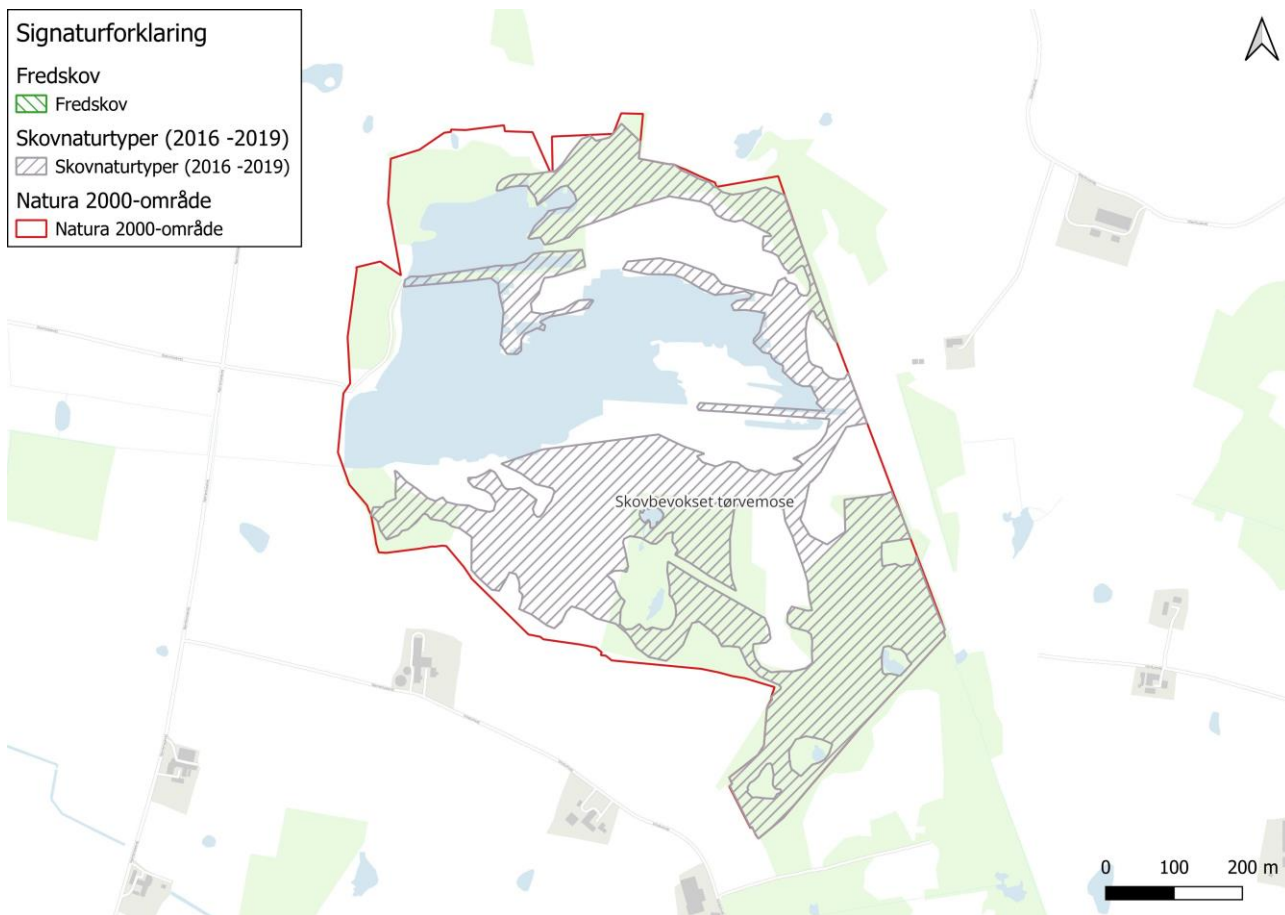 Signaturforklaring
Fredskov
Fredskov
Skovnaturtyper (2016 -2019)
Skovnaturtyper (2016 -2019)
Natura 2000-område
Natura 2000-område
Skovbevokset tørvemose
0 100 200 m